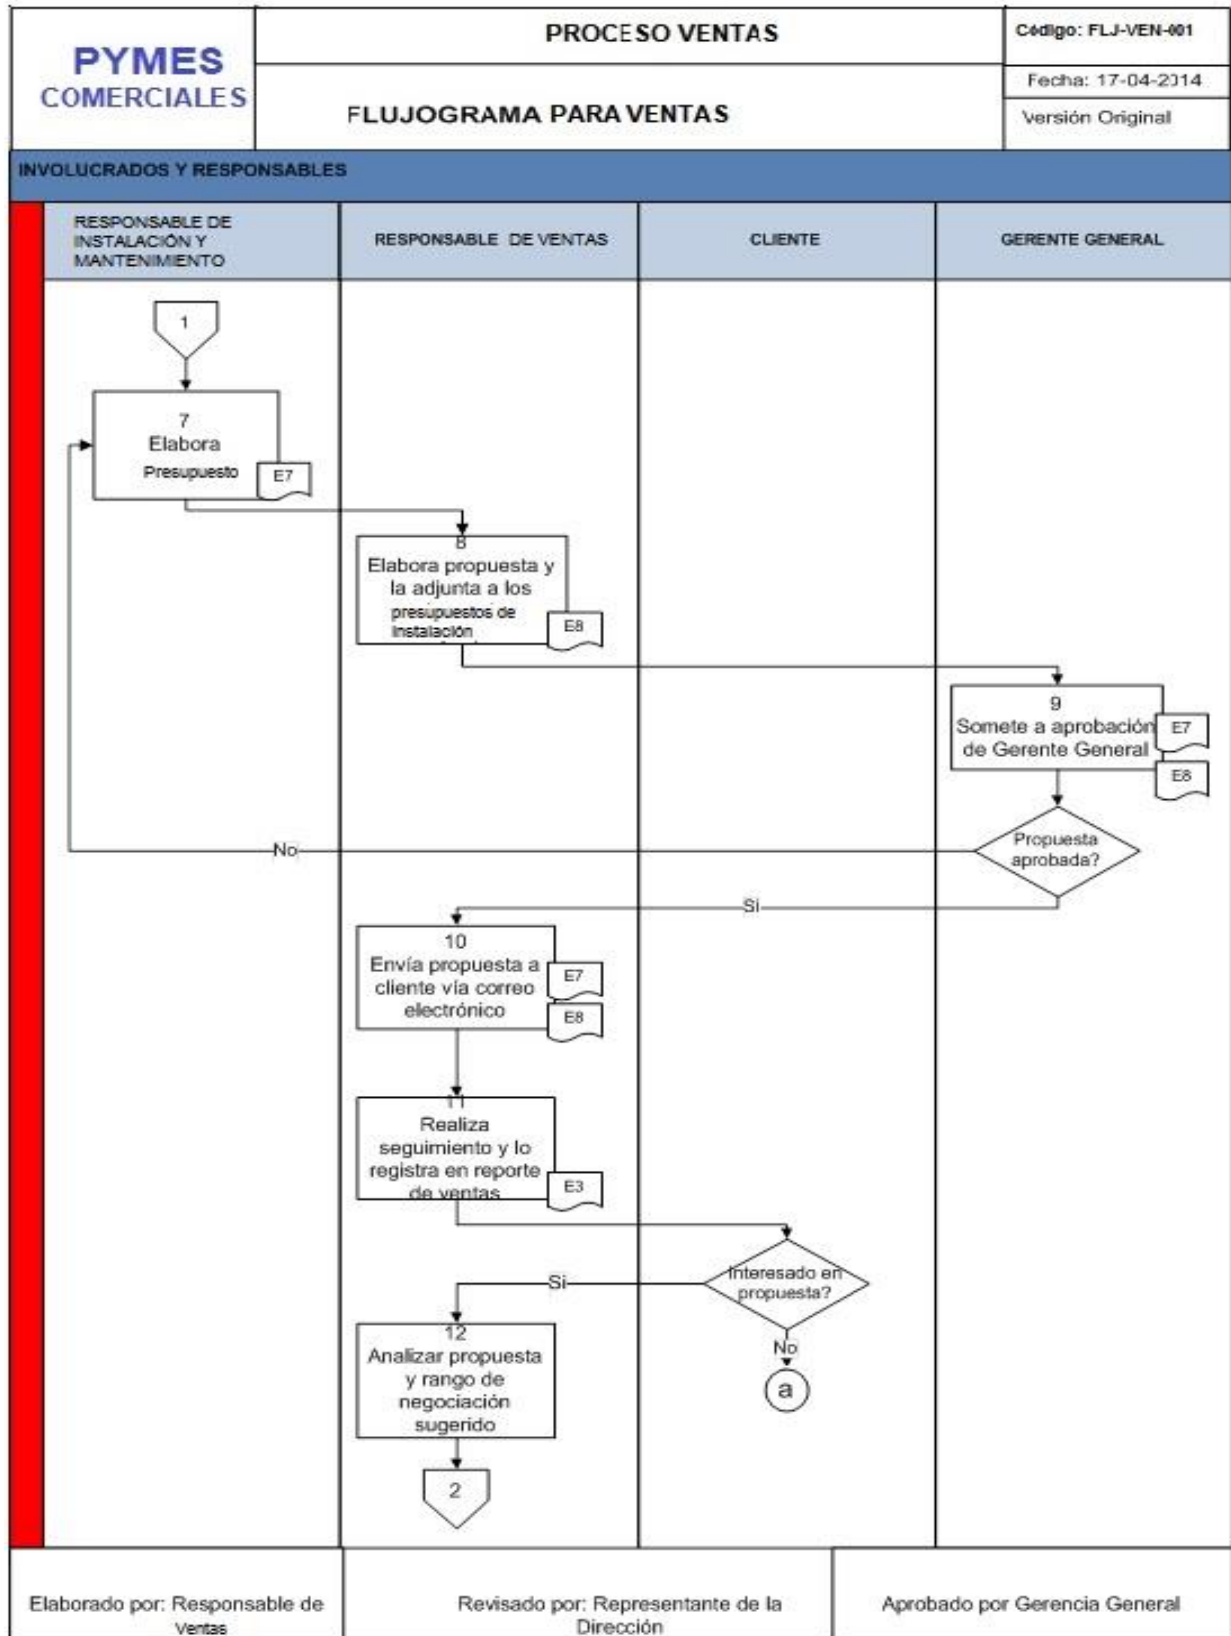 PYMES
COMERCIALES
PROCESO VENTAS
FLUJOGRAMA PARA VENTAS
Código: FLJ-VEN-001
Fecha: 17-04-2014
Versión Original
INVOLUCRADOS Y RESPONSABLES
RESPONSABLE DE
INSTALACIÓN Y
MANTENIMIENTO
RESPONSABLE DE VENTAS
CLIENTE
GERENTE GENERAL
1
7
Elabora
Presupuesto
E7
8
Elabora propuesta y
la adjunta a los
presupuestos de
instalación
E8
9
Somete a aprobación
de Gerente General
E7
E8
Propuesta
aprobada?
No
Si
10
Envía propuesta a
cliente vía correo
electrónico
E7
E8
11
Realiza
seguimiento y lo
registra en reporte
de ventas
E3
Interesado en
propuesta?
Si
No
a
12
Analizar propuesta
y rango de
negociación
sugerido
2
Elaborado por: Responsable de
Ventas
Revisado por: Representante de la
Dirección
Aprobado por Gerencia General